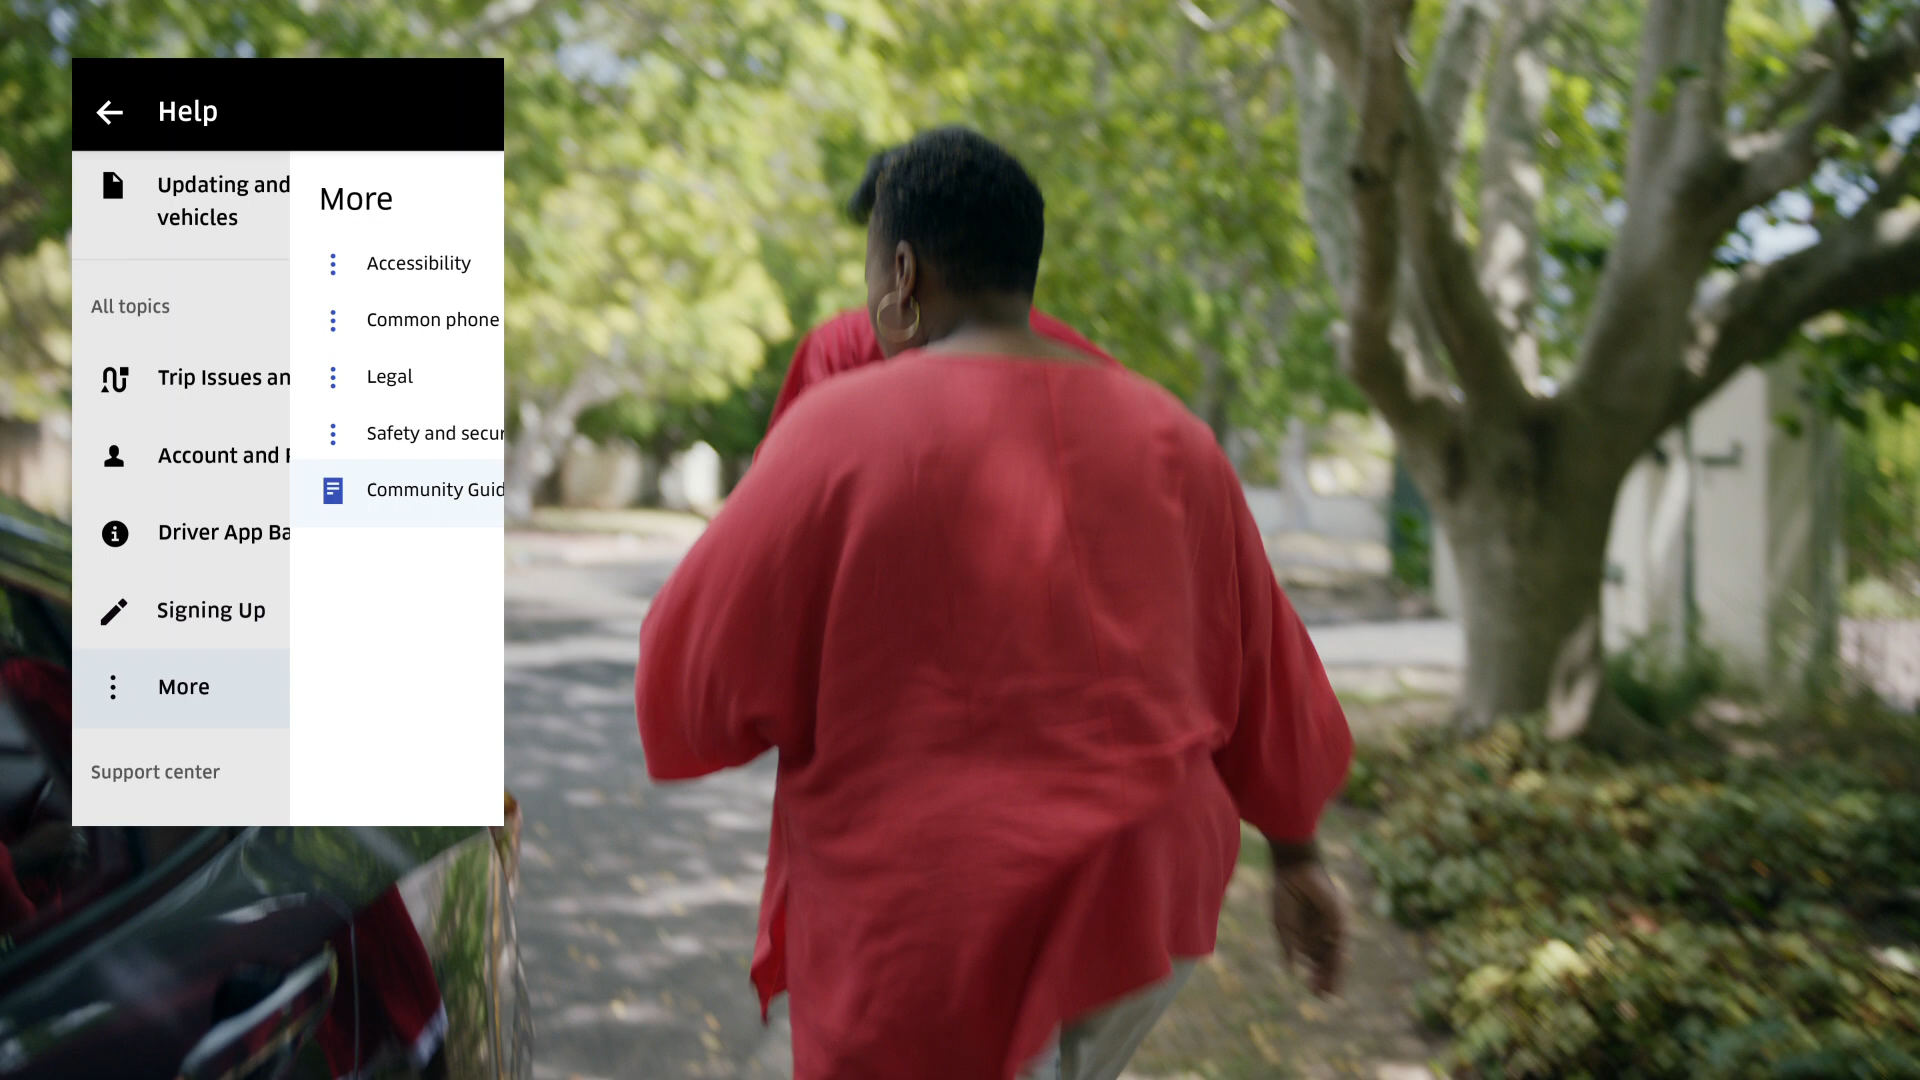 Help
Updating and
vehicles
All topics
Trip Issues an
Account and
Driver App Ba
Signing Up
More
Support center
More
Accessibility
Common phone
Legal
Safety and secur
Community Guid